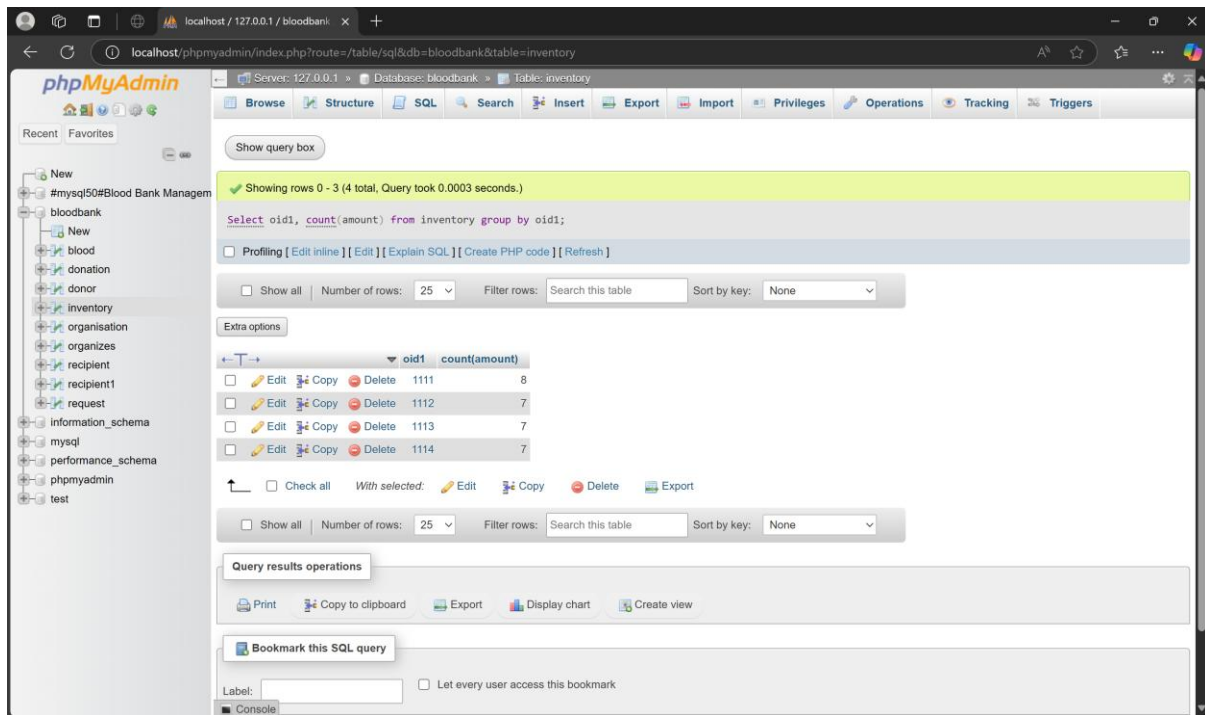 localhost / 127.0.0.1 / bloodbank
localhost/phpmyadmin/index.php?route=/table/sql&db=bloodbank&table=inventory
phpMyAdmin
Recent Favorites
New
#mysql50#Blood Bank Managem
bloodbank
New
blood
donation
donor
inventory
organisation
organizes
recipient
recipient1
request
information_schema
mysql
performance_schema
phpmyadmin
test
Server: 127.0.0.1 » Database: bloodbank » Table: inventory
Browse Structure SQL Search Insert Export Import Privileges Operations Tracking Triggers
Show query box
Showing rows 0 - 3 (4 total, Query took 0.0003 seconds.)
Select oid1, count(amount) from inventory group by oid1;
Profiling [ Edit inline ] [ Edit ] [ Explain SQL ] [ Create PHP code ] [ Refresh ]
Show all | Number of rows: 25 Filter rows: Search this table Sort by key: None
Extra options
←T→ oid1 count(amount)
Edit Copy Delete 1111 8
Edit Copy Delete 1112 7
Edit Copy Delete 1113 7
Edit Copy Delete 1114 7
Check all With selected: Edit Copy Delete Export
Show all | Number of rows: 25 Filter rows: Search this table Sort by key: None
Query results operations
Print Copy to clipboard Export Display chart Create view
Bookmark this SQL query
Label: Let every user access this bookmark
Console